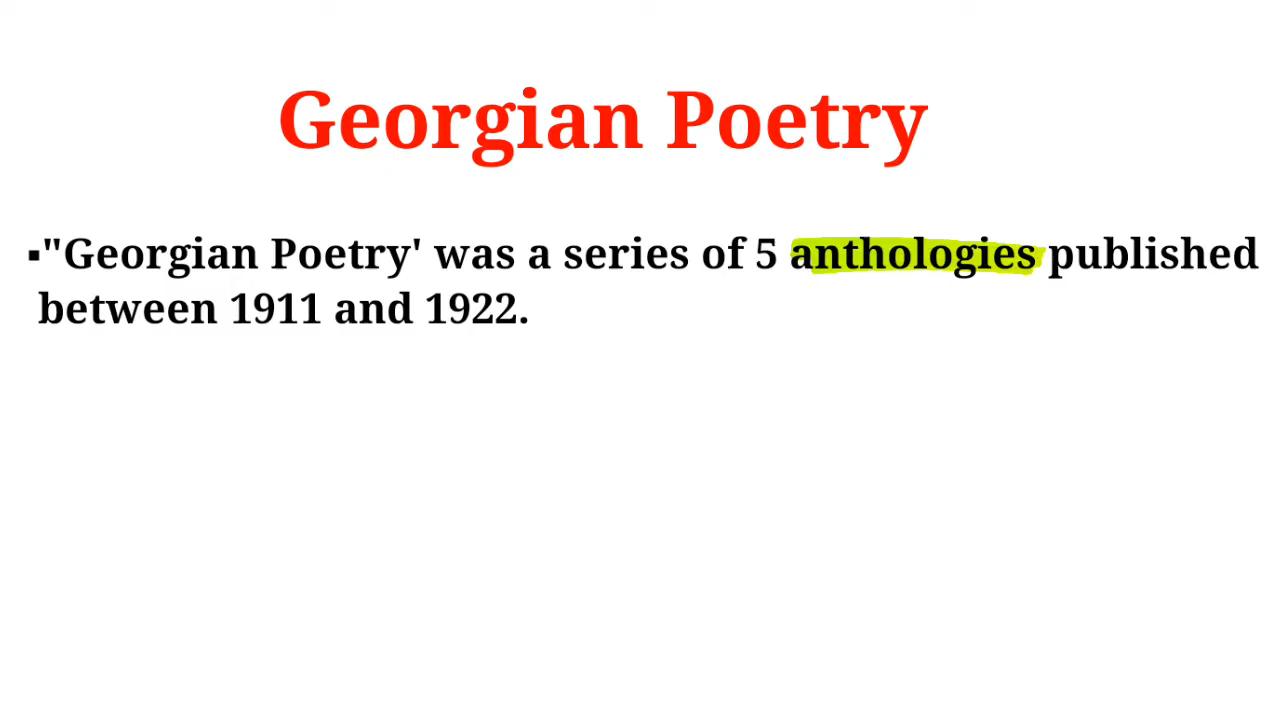 Georgian Poetry
▪"Georgian Poetry' was a series of 5 anthologies published
between 1911 and 1922.